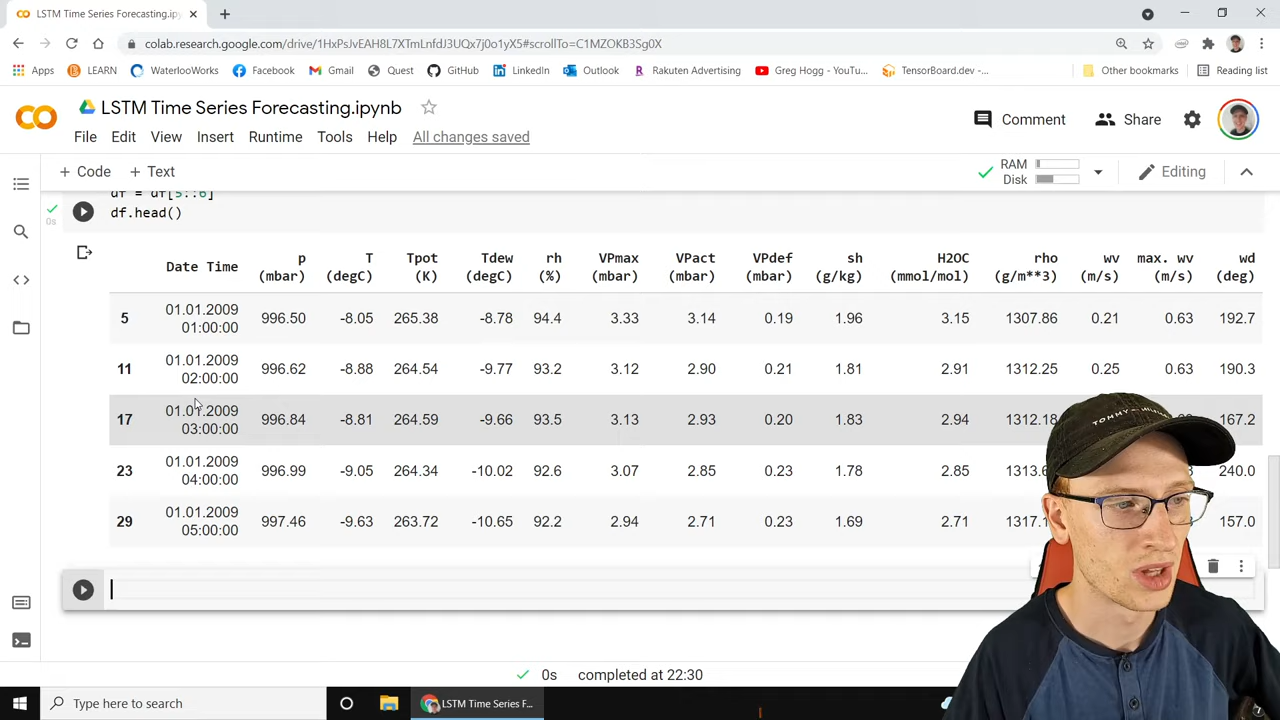 LSTM Time Series Forecasting.ipy
colab.research.google.com/drive/1HxPsJvEAH8L7XTmLnfdJ3UQx7j0o1yX5#scrollTo=C1MZOKB3Sg0X
Apps LEARN WaterlooWorks Facebook Gmail Quest GitHub LinkedIn Outlook Rakuten Advertising Greg Hogg - YouTu... TensorBoard.dev -... Other bookmarks Reading list
LSTM Time Series Forecasting.ipynb
Comment Share
File Edit View Insert Runtime Tools Help All changes saved
+ Code + Text RAM Disk Editing
df = df[5::6]
df.head()
0s
Date Time p (mbar) T (degC) Tpot (K) Tdew (degC) rh (%) VPmax (mbar) VPact (mbar) VPdef (mbar) sh (g/kg) H2OC (mmol/mol) rho (g/m**3) wv (m/s) max. wv (m/s) wd (deg)
5 01.01.2009 01:00:00 996.50 -8.05 265.38 -8.78 94.4 3.33 3.14 0.19 1.96 3.15 1307.86 0.21 0.63 192.7
11 01.01.2009 02:00:00 996.62 -8.88 264.54 -9.77 93.2 3.12 2.90 0.21 1.81 2.91 1312.25 0.25 0.63 190.3
17 01.01.2009 03:00:00 996.84 -8.81 264.59 -9.66 93.5 3.13 2.93 0.20 1.83 2.94 1312.18 167.2
23 01.01.2009 04:00:00 996.99 -9.05 264.34 -10.02 92.6 3.07 2.85 0.23 1.78 2.85 240.0
29 01.01.2009 05:00:00 997.46 -9.63 263.72 -10.65 92.2 2.94 2.71 0.23 1.69 2.71 157.0
TOMMY
0s completed at 22:30
Type here to search LSTM Time Series F...